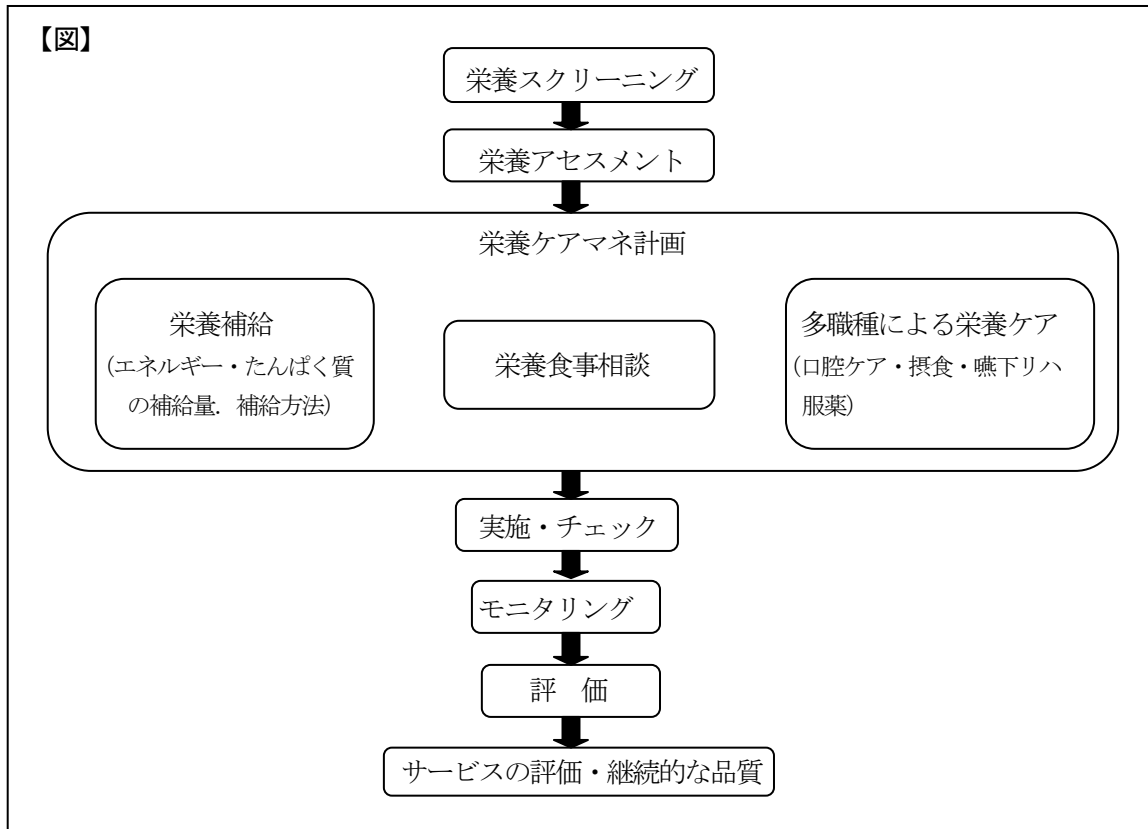 【図】
栄養スクリーニング
栄養アセスメント
栄養ケアマネ計画
栄養補給
(エネルギー・たんぱく質
の補給量．補給方法)
栄養食事相談
多職種による栄養ケア
(口腔ケア・摂食・嚥下リハ
服薬)
実施・チェック
モニタリング
評　価
サービスの評価・継続的な品質